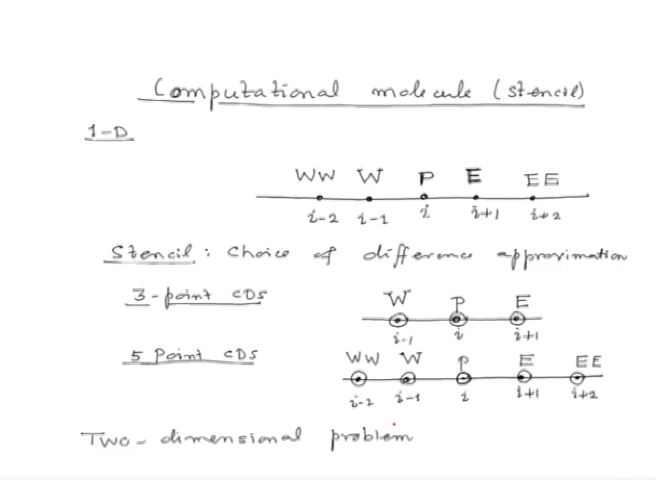 Computational molecule (stencil)
1-D
WW W P E EE
i-2 i-1 i i+1 i+2
Stencil : Choice of difference approximation
3-point CDS W P E
i-1 i i+1
5 Point CDS WW W P E EE
i-2 i-1 i i+1 i+2
Two-dimensional problem